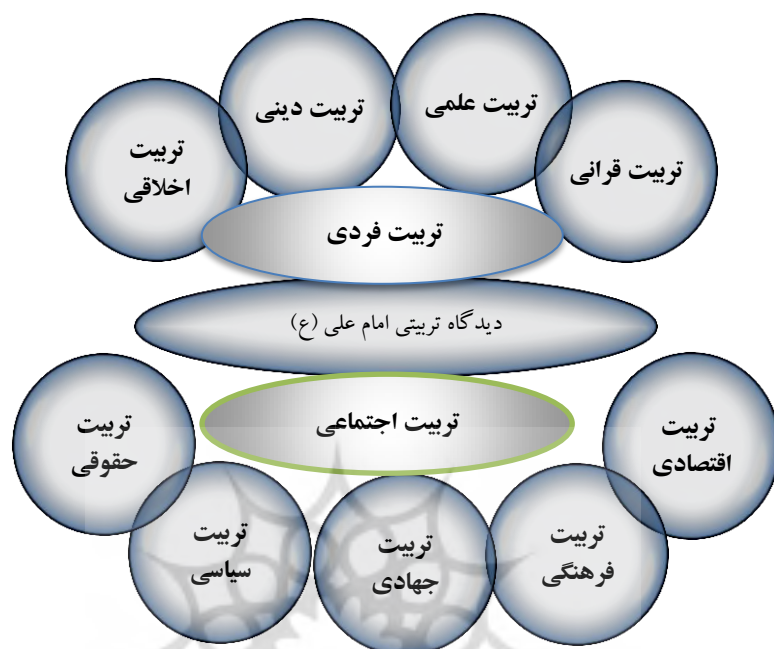 تربیت قرانی
تربیت علمی
تربیت دینی
تربیت
اخلاقی
تربیت فردی
دیدگاه تربیتی امام علی (ع)
تربیت اجتماعی
تربیت
اقتصادی
تربیت
فرهنگی
تربیت
جهادی
تربیت
سیاسی
تربیت
حقوقی